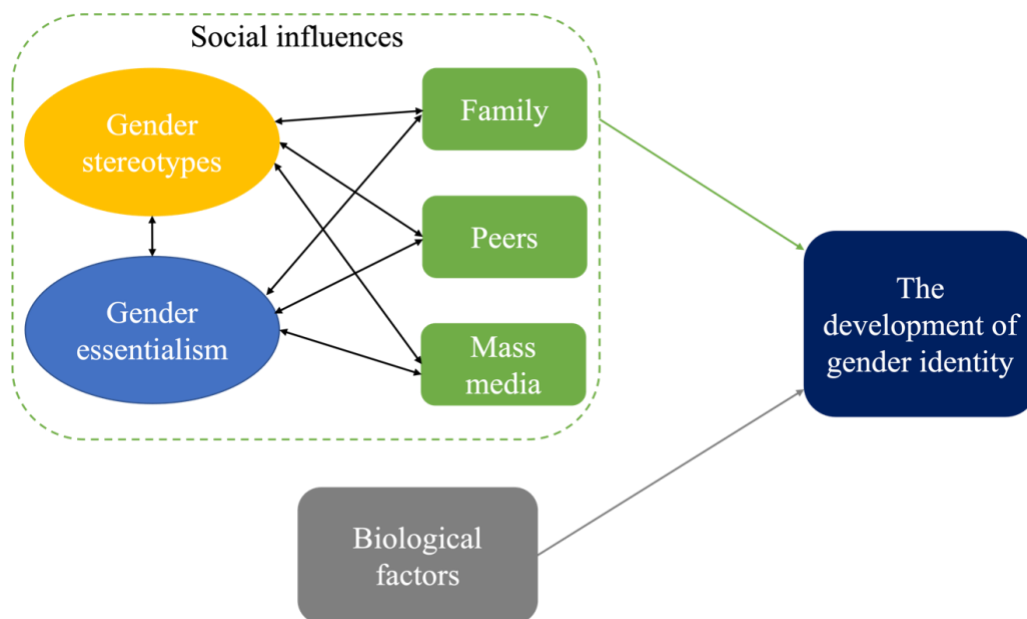 Social influences
Gender
stereotypes
Family
Peers
Gender
essentialism
Mass
media
The
development of
gender identity
Biological
factors